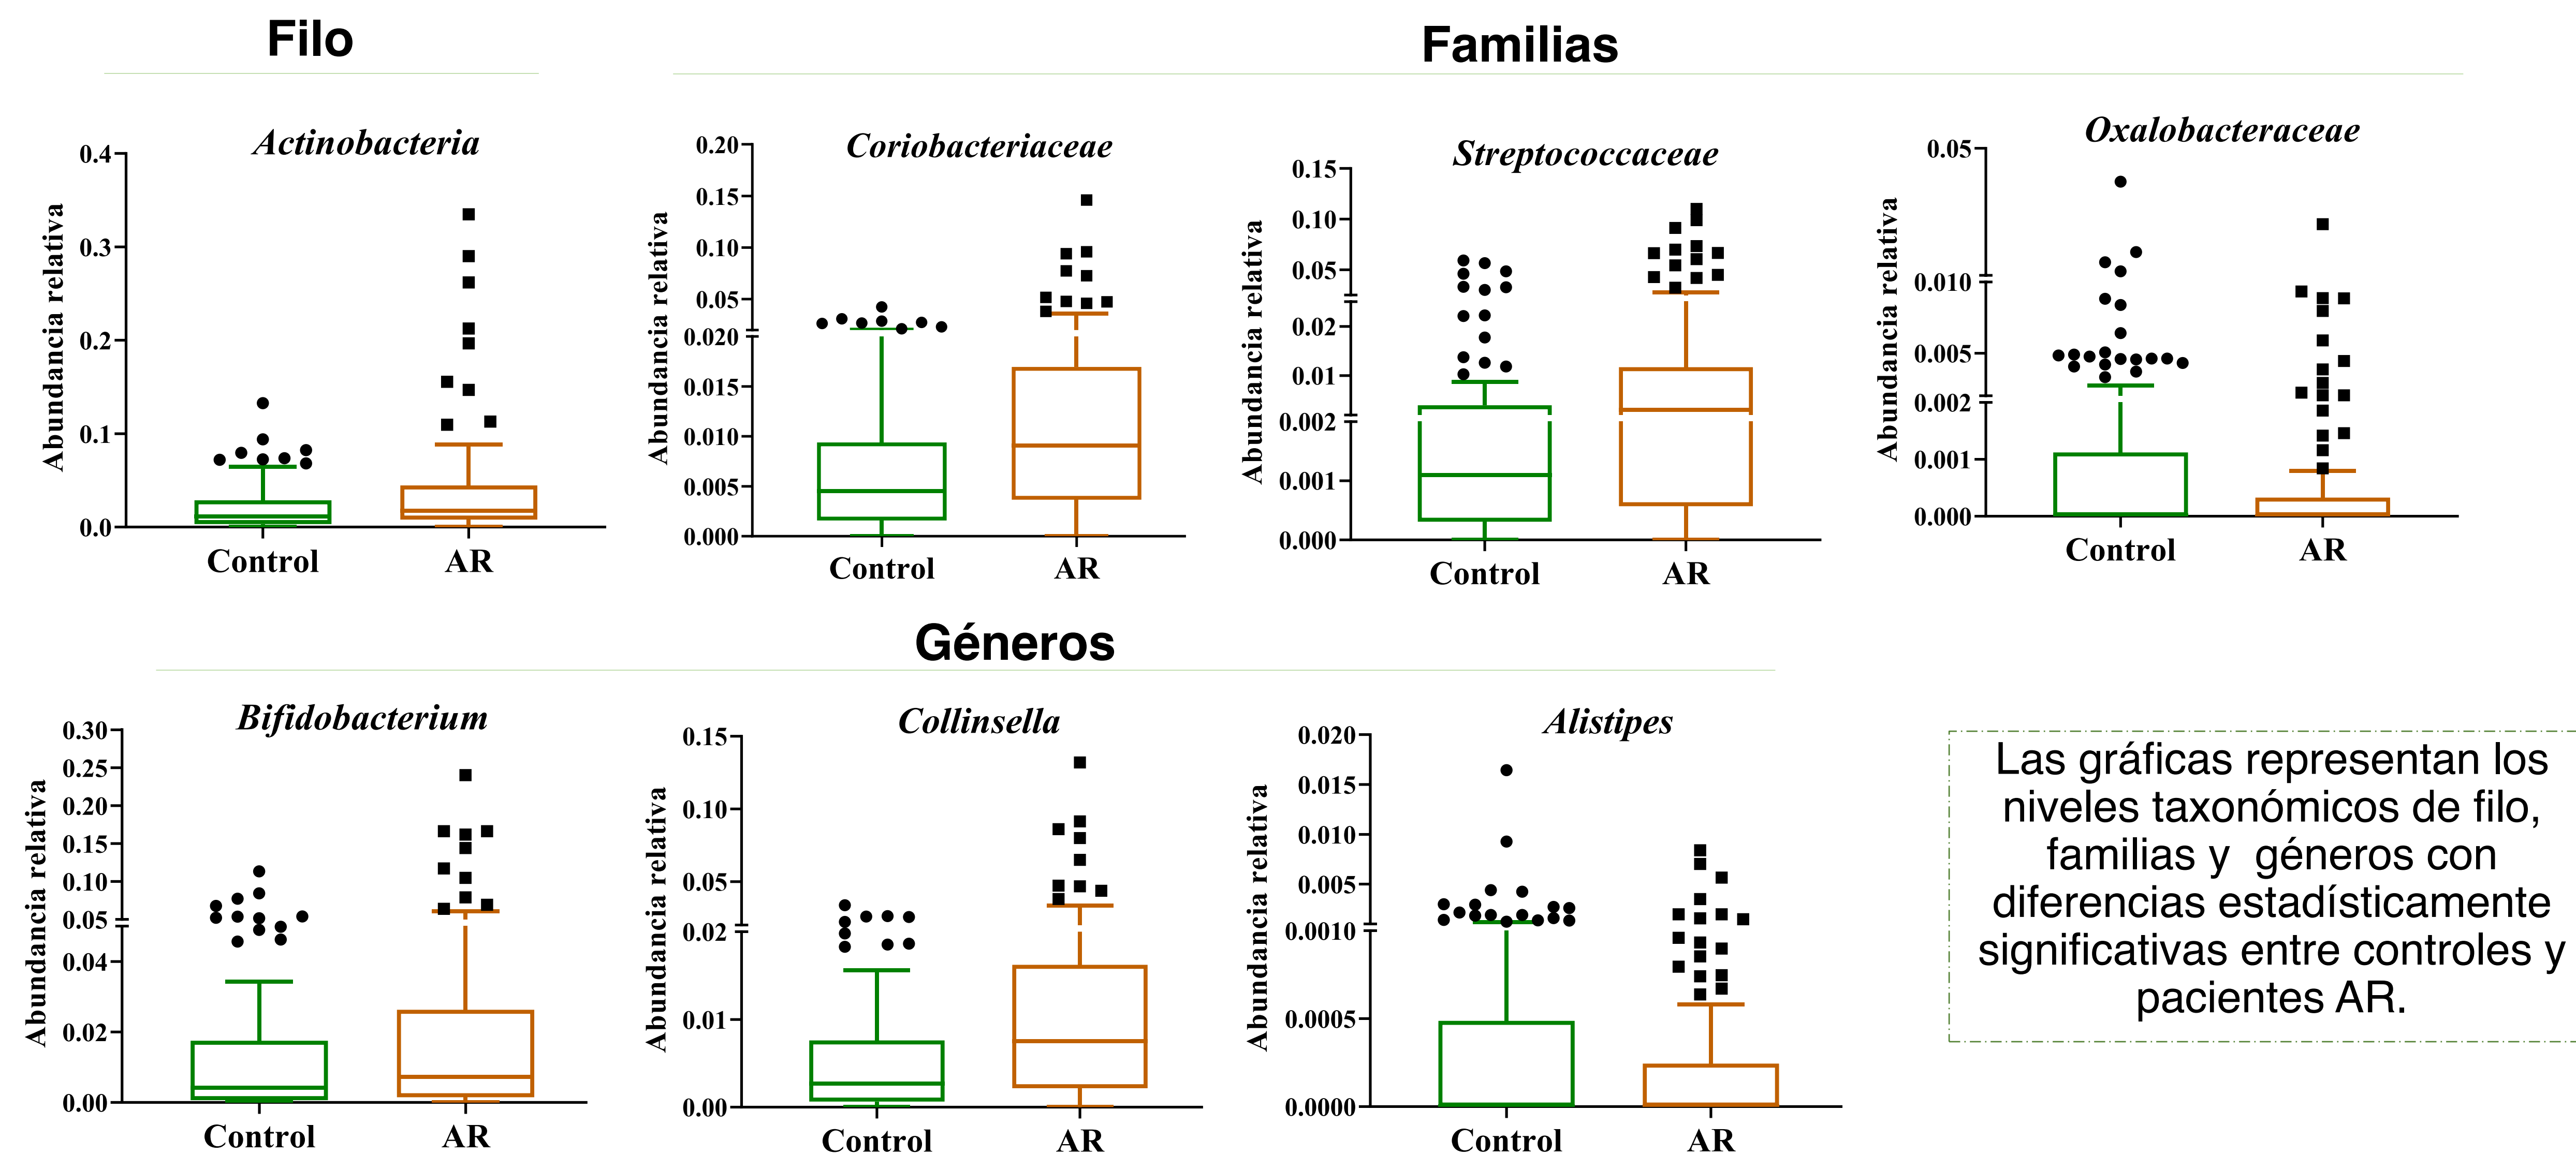 Filo
Familias
Actinobacteria
Abundancia relativa
0.4
0.3
0.2
0.1
0.0
Control
AR
Coriobacteriaceae
Abundancia relativa
0.20
0.15
0.10
0.05
0.020
0.015
0.010
0.005
0.000
Control
AR
Streptococcaceae
Abundancia relativa
0.15
0.10
0.05
0.02
0.01
0.002
0.001
0.000
Control
AR
Oxalobacteraceae
Abundancia relativa
0.05
0.010
0.005
0.002
0.001
0.000
Control
AR
Géneros
Bifidobacterium
Abundancia relativa
0.30
0.25
0.20
0.15
0.10
0.05
0.04
0.02
0.00
Control
AR
Collinsella
Abundancia relativa
0.15
0.10
0.05
0.02
0.01
0.00
Control
AR
Alistipes
Abundancia relativa
0.020
0.015
0.010
0.005
0.0010
0.0005
0.0000
Control
AR
Las gráficas representan los
niveles taxonómicos de filo,
familias y  géneros con
diferencias estadísticamente
significativas entre controles y
pacientes AR.